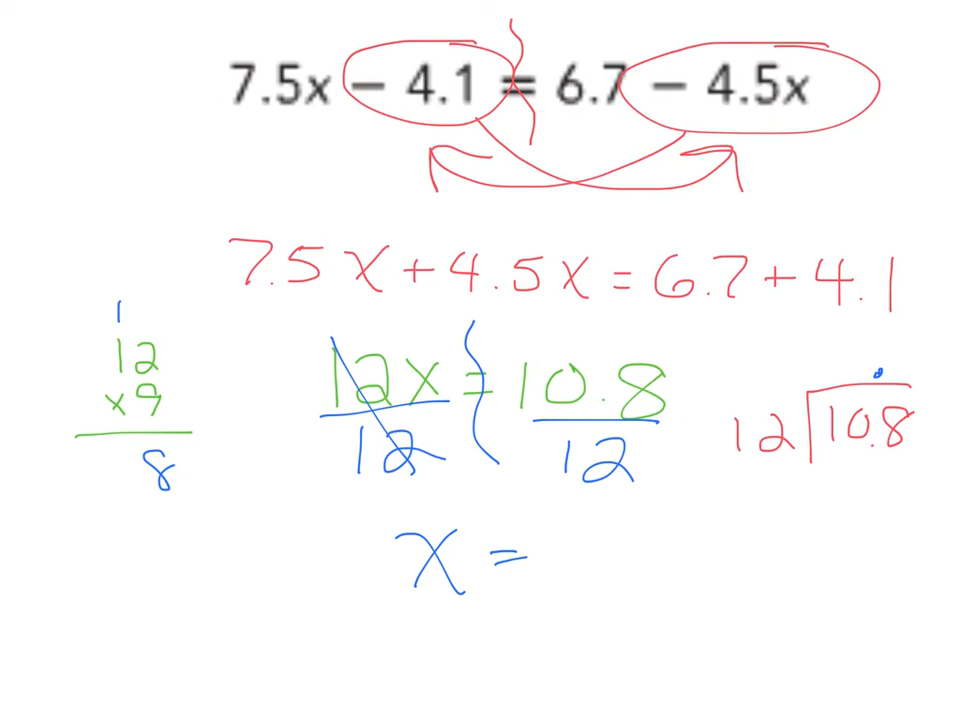 7.5x − 4.1 = 6.7 − 4.5x
7.5x + 4.5x = 6.7 + 4.1
1
12
x 9
8
12x = 10.8
12 12
12 10.8
x =